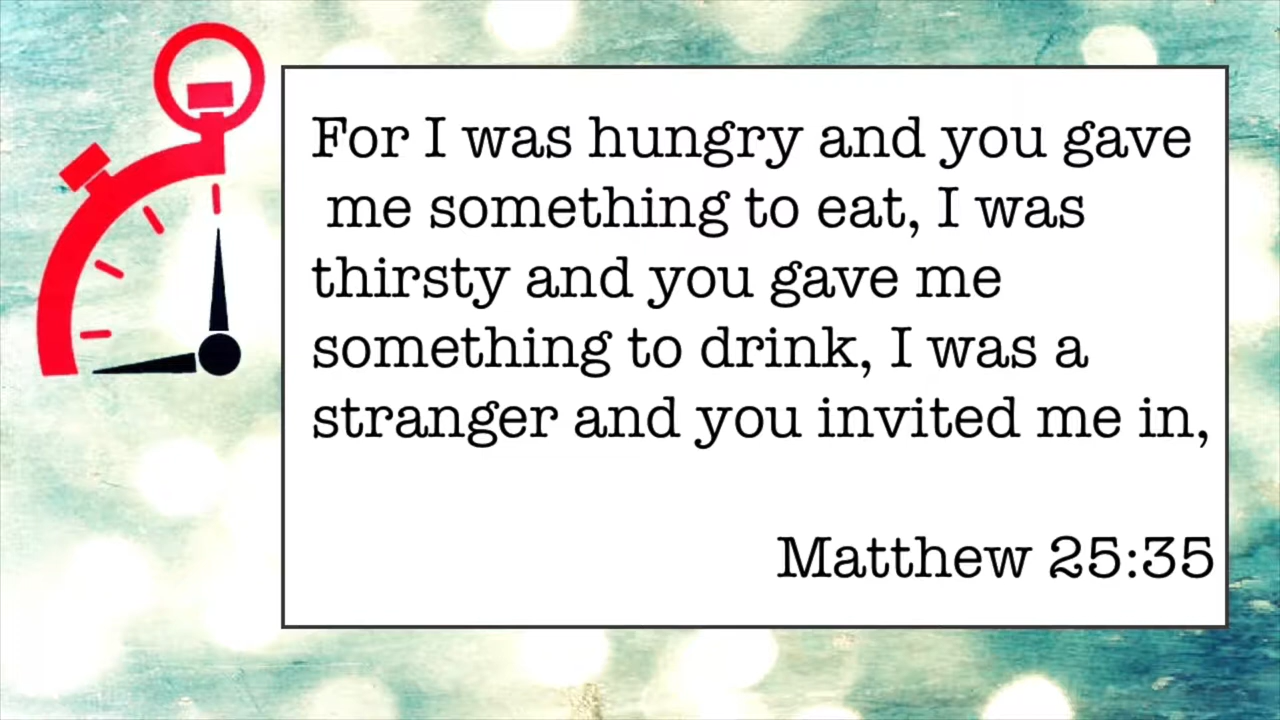 For I was hungry and you gave
me something to eat, I was
thirsty and you gave me
something to drink, I was a
stranger and you invited me in,
Matthew 25:35